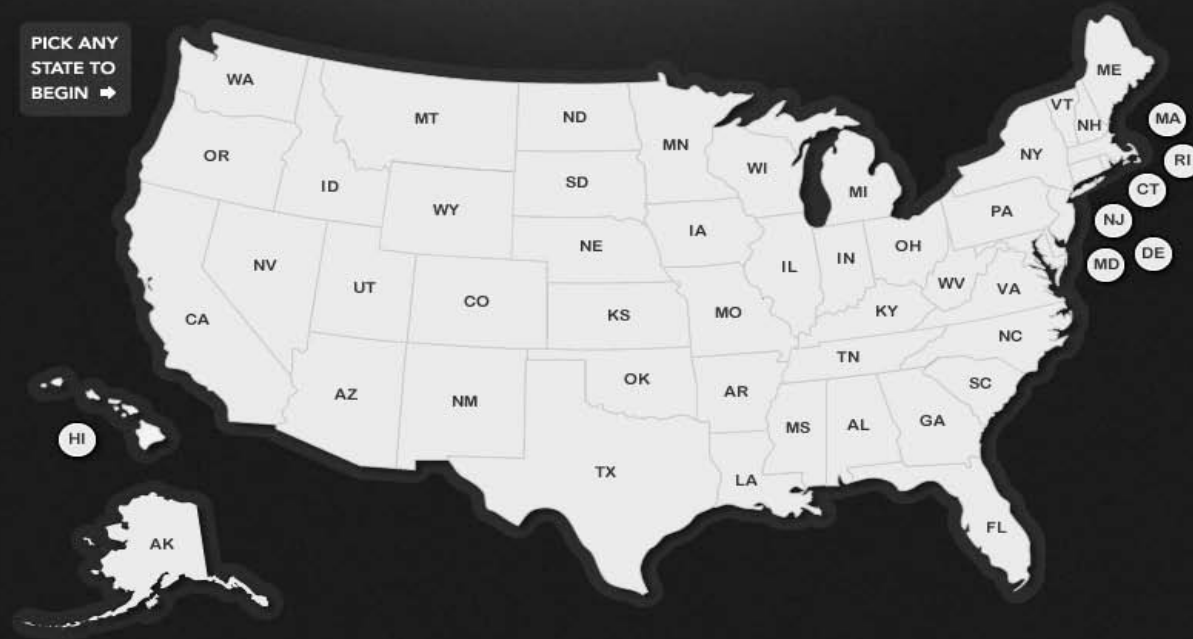 PICK ANY
STATE TO
BEGIN ➡
WA
MT
ND
MN
ME
VT
NH
MA
OR
ID
SD
WI
NY
RI
WY
MI
CT
IA
PA
NJ
NE
OH
DE
NV
UT
CO
IL
IN
WV
MD
VA
CA
KS
MO
KY
NC
TN
AZ
NM
OK
AR
SC
HI
MS
AL
GA
TX
LA
AK
FL